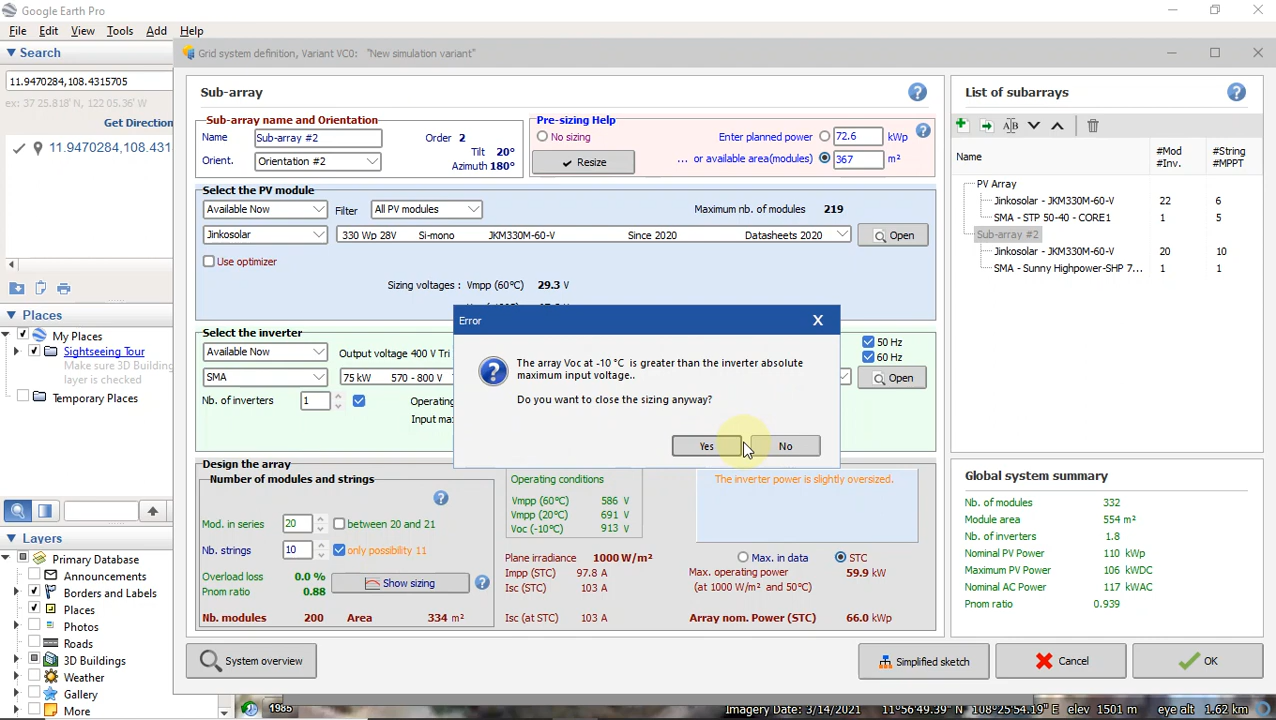 Google Earth Pro
File Edit View Tools Add Help
Search
11.9470284,108.4315705
ex: 37 25.818' N, 122 05.36' W
Get Direction
11.9470284,108.431
Places
My Places
Sightseeing Tour
Make sure 3D Building
layer is checked
Temporary Places
Layers
Primary Database
Announcements
Borders and Labels
Places
Photos
Roads
3D Buildings
Weather
Gallery
More
Grid system definition, Variant VC0: "New simulation variant"
Sub-array
Sub-array name and Orientation
Name Sub-array #2 Order 2
Orient. Orientation #2 Tilt 20°
Azimuth 180°
Pre-sizing Help
No sizing Enter planned power 72.6 kWp
Resize ... or available area(modules) 367 m²
Select the PV module
Available Now Filter All PV modules Maximum nb. of modules 219
Jinkosolar 330 Wp 28V Si-mono JKM330M-60-V Since 2020 Datasheets 2020 Open
Use optimizer
Sizing voltages : Vmpp (60°C) 29.3 V
Select the inverter
Available Now Output voltage 400 V Tri 50 Hz
60 Hz
SMA 75 kW 570 - 800 V Open
Nb. of inverters 1 Operating
Input max
Error X
The array Voc at -10 °C is greater than the inverter absolute
maximum input voltage..
Do you want to close the sizing anyway?
Yes No
Design the array
Number of modules and strings
Mod. in series 20 between 20 and 21
Nb. strings 10 only possibility 11
Overload loss 0.0 %
Pnom ratio 0.88 Show sizing
Nb. modules 200 Area 334 m²
Operating conditions
Vmpp (60°C) 586 V
Vmpp (20°C) 691 V
Voc (-10°C) 913 V
Plane irradiance 1000 W/m²
Impp (STC) 97.8 A
Isc (STC) 103 A
Isc (at STC) 103 A
The inverter power is slightly oversized.
Max. in data STC
Max. operating power 59.9 kW
(at 1000 W/m² and 50°C)
Array nom. Power (STC) 66.0 kWp
List of subarrays
Name #Mod #String
#Inv. #MPPT
PV Array
Jinkosolar - JKM330M-60-V 22 6
SMA - STP 50-40 - CORE1 1 5
Sub-array #2
Jinkosolar - JKM330M-60-V 20 10
SMA - Sunny Highpower-SHP 7... 1 1
Global system summary
Nb. of modules 332
Module area 554 m²
Nb. of inverters 1.8
Nominal PV Power 110 kWp
Maximum PV Power 106 kWDC
Nominal AC Power 117 kWAC
Pnom ratio 0.939
System overview Simplified sketch Cancel OK
1985 Imagery Date: 3/14/2021 11°56'49.39" N 108°25'54.19" E elev 1501 m eye alt 1.62 km